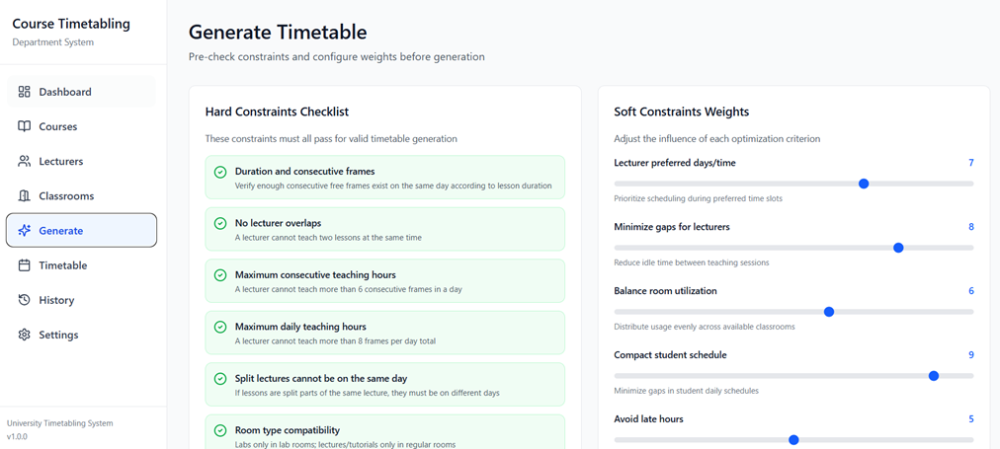 Course Timetabling
Department System
Dashboard
Courses
Lecturers
Classrooms
Generate
Timetable
History
Settings
University Timetabling System
v1.0.0
Generate Timetable
Pre-check constraints and configure weights before generation
Hard Constraints Checklist
These constraints must all pass for valid timetable generation
Duration and consecutive frames
Verify enough consecutive free frames exist on the same day according to lesson duration
No lecturer overlaps
A lecturer cannot teach two lessons at the same time
Maximum consecutive teaching hours
A lecturer cannot teach more than 6 consecutive frames in a day
Maximum daily teaching hours
A lecturer cannot teach more than 8 frames per day total
Split lectures cannot be on the same day
If lessons are split parts of the same lecture, they must be on different days
Room type compatibility
Labs only in lab rooms; lectures/tutorials only in regular rooms
Soft Constraints Weights
Adjust the influence of each optimization criterion
Lecturer preferred days/time 7
Prioritize scheduling during preferred time slots
Minimize gaps for lecturers 8
Reduce idle time between teaching sessions
Balance room utilization 6
Distribute usage evenly across available classrooms
Compact student schedule 9
Minimize gaps in student daily schedules
Avoid late hours 5